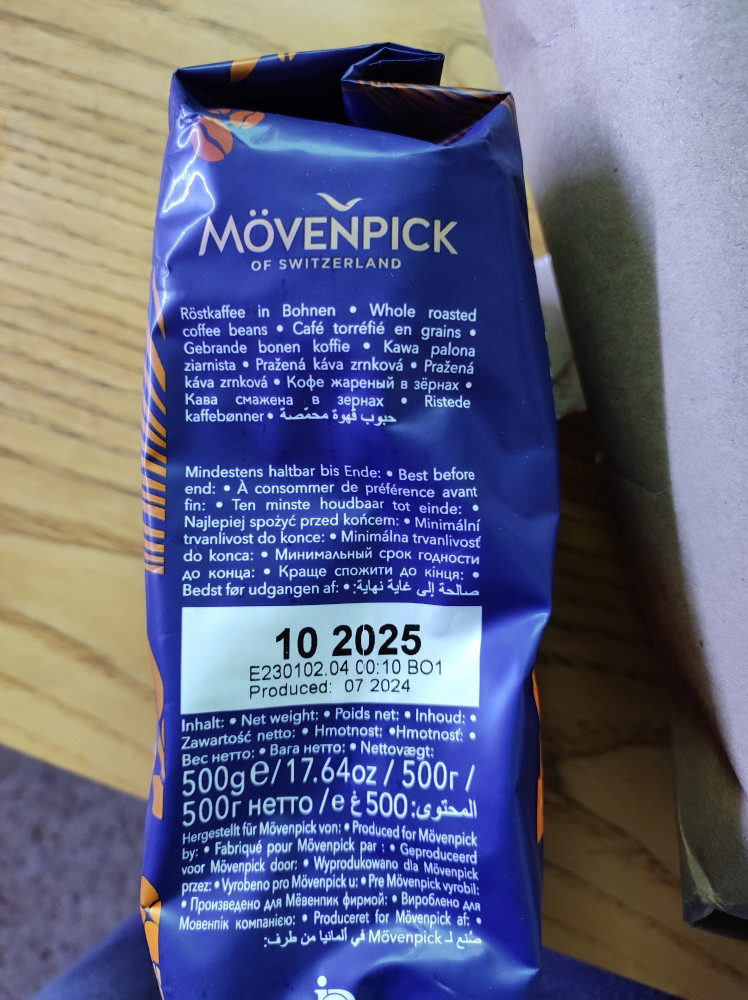 MÖVENPICK
OF SWITZERLAND
Röstkaffee in Bohnen • Whole roasted
coffee beans • Café torréfié en grains •
Gebrande bonen koffie • Kawa palona
ziarnista • Pražená káva zrnková • Pražená
káva zrnková • Кофе жареный в зёрнах •
Кава смажена в зернах • Ristede
kaffebønner • حبوب قهوة محمّصة
Mindestens haltbar bis Ende: • Best before
end: • À consommer de préférence avant
fin: • Ten minste houdbaar tot einde: •
Najlepiej spożyć przed końcem: • Minimální
trvanlivost do konce: • Minimálna trvanlivosť
do konca: • Минимальный срок годности
до конца: • Краще спожити до кінця: •
Bedst før udgangen af: • صالحة إلى غاية نهاية:
10 2025
E230102.04 00:10 BO1
Produced: 07 2024
Inhalt: • Net weight: • Poids net: • Inhoud: •
Zawartość netto: • Hmotnost: •Hmotnosť: •
Вес нетто: • Вага нетто: • Nettovægt:
500g e/17.64oz / 500г /
500г нетто /e المحتوى:500 غ
Hergestellt für Mövenpick von: • Produced for Mövenpick
by: • Fabriqué pour Mövenpick par : • Geproduceerd
voor Mövenpick door: • Wyprodukowano dla Mövenpick
przez: • Vyrobeno pro Mövenpick u: • Pre Mövenpick vyrobil:
• Произведено для Мёвенпик фирмой: • Вироблено для
Мовенпік компанією: • Produceret for Mövenpick af: •
صُنع لـ Mövenpick في ألمانيا من طرف: